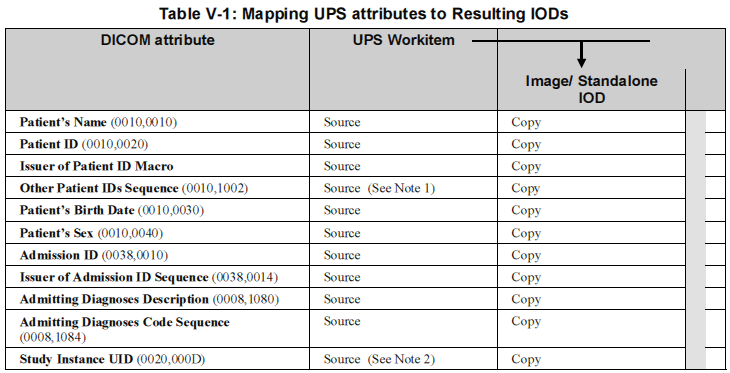 Table V-1: Mapping UPS attributes to Resulting IODs
DICOM attribute UPS Workitem
Image/ Standalone
IOD
Patient's Name (0010,0010) Source Copy
Patient ID (0010,0020) Source Copy
Issuer of Patient ID Macro Source Copy
Other Patient IDs Sequence (0010,1002) Source (See Note 1) Copy
Patient's Birth Date (0010,0030) Source Copy
Patient's Sex (0010,0040) Source Copy
Admission ID (0038,0010) Source Copy
Issuer of Admission ID Sequence (0038,0014) Source Copy
Admitting Diagnoses Description (0008,1080) Source Copy
Admitting Diagnoses Code Sequence Source Copy
(0008,1084)
Study Instance UID (0020,000D) Source (See Note 2) Copy